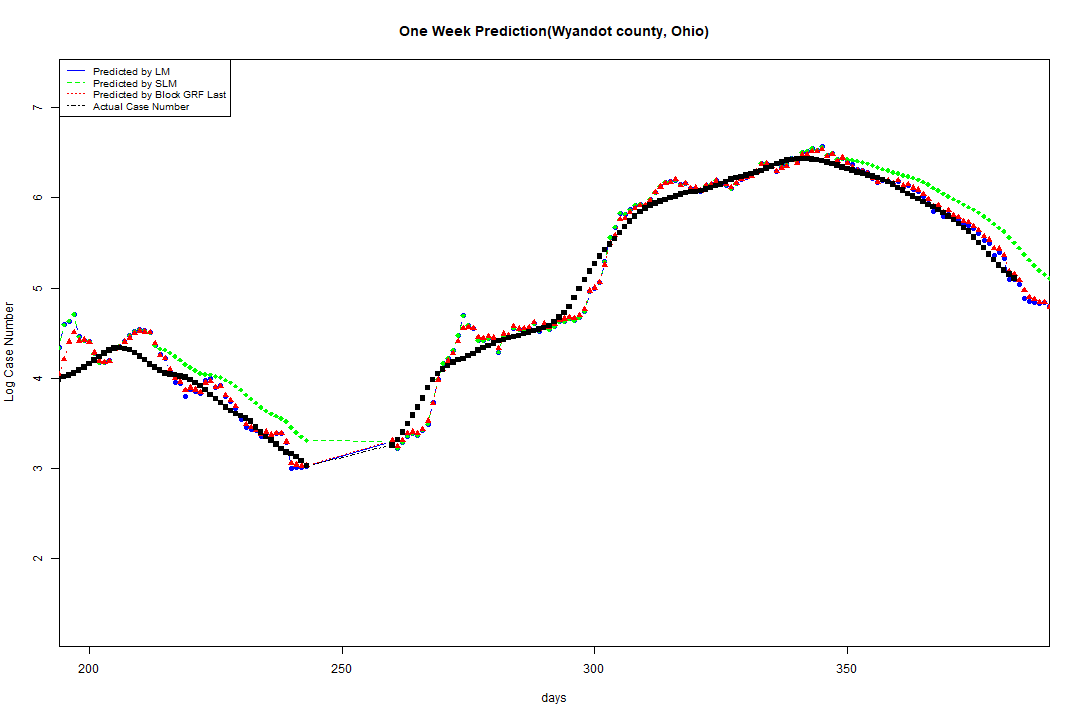 One Week Prediction(Wyandot county, Ohio)
Predicted by LM
Predicted by SLM
Predicted by Block GRF Last
Actual Case Number
7
6
5
4
3
2
Log Case Number
200 250 300 350
days